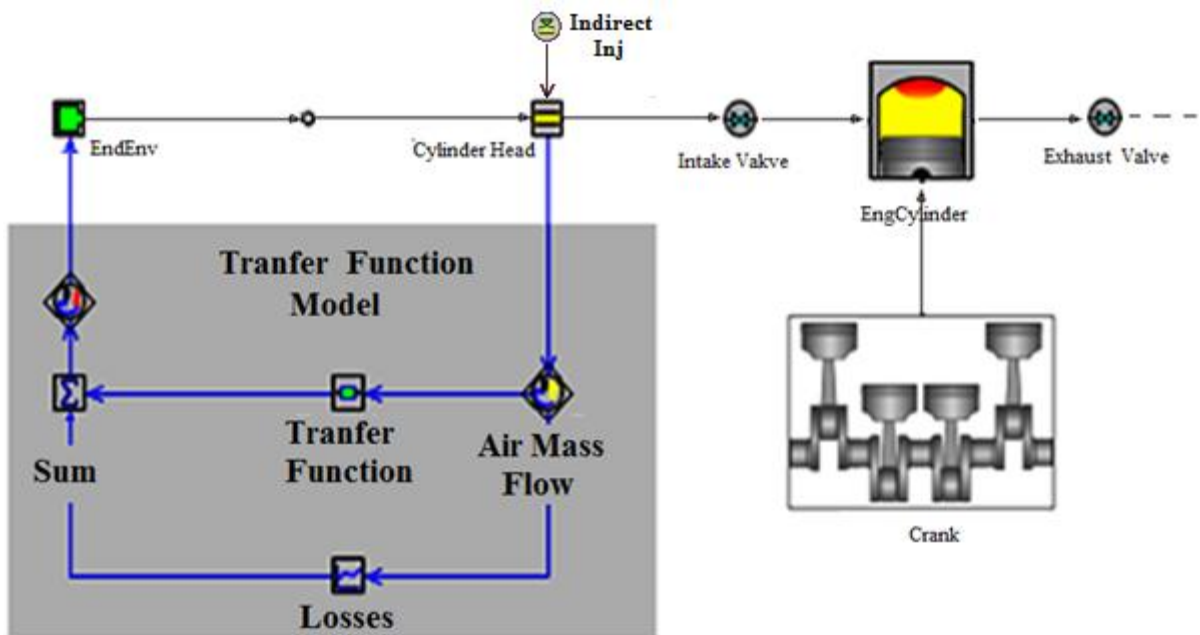 Indirect
Inj
EndEnv
Cylinder Head
Intake Vakve
Exhaust Valve
EngCylinder
Tranfer Function
Model
Tranfer
Function
Air Mass
Flow
Sum
Crank
Losses